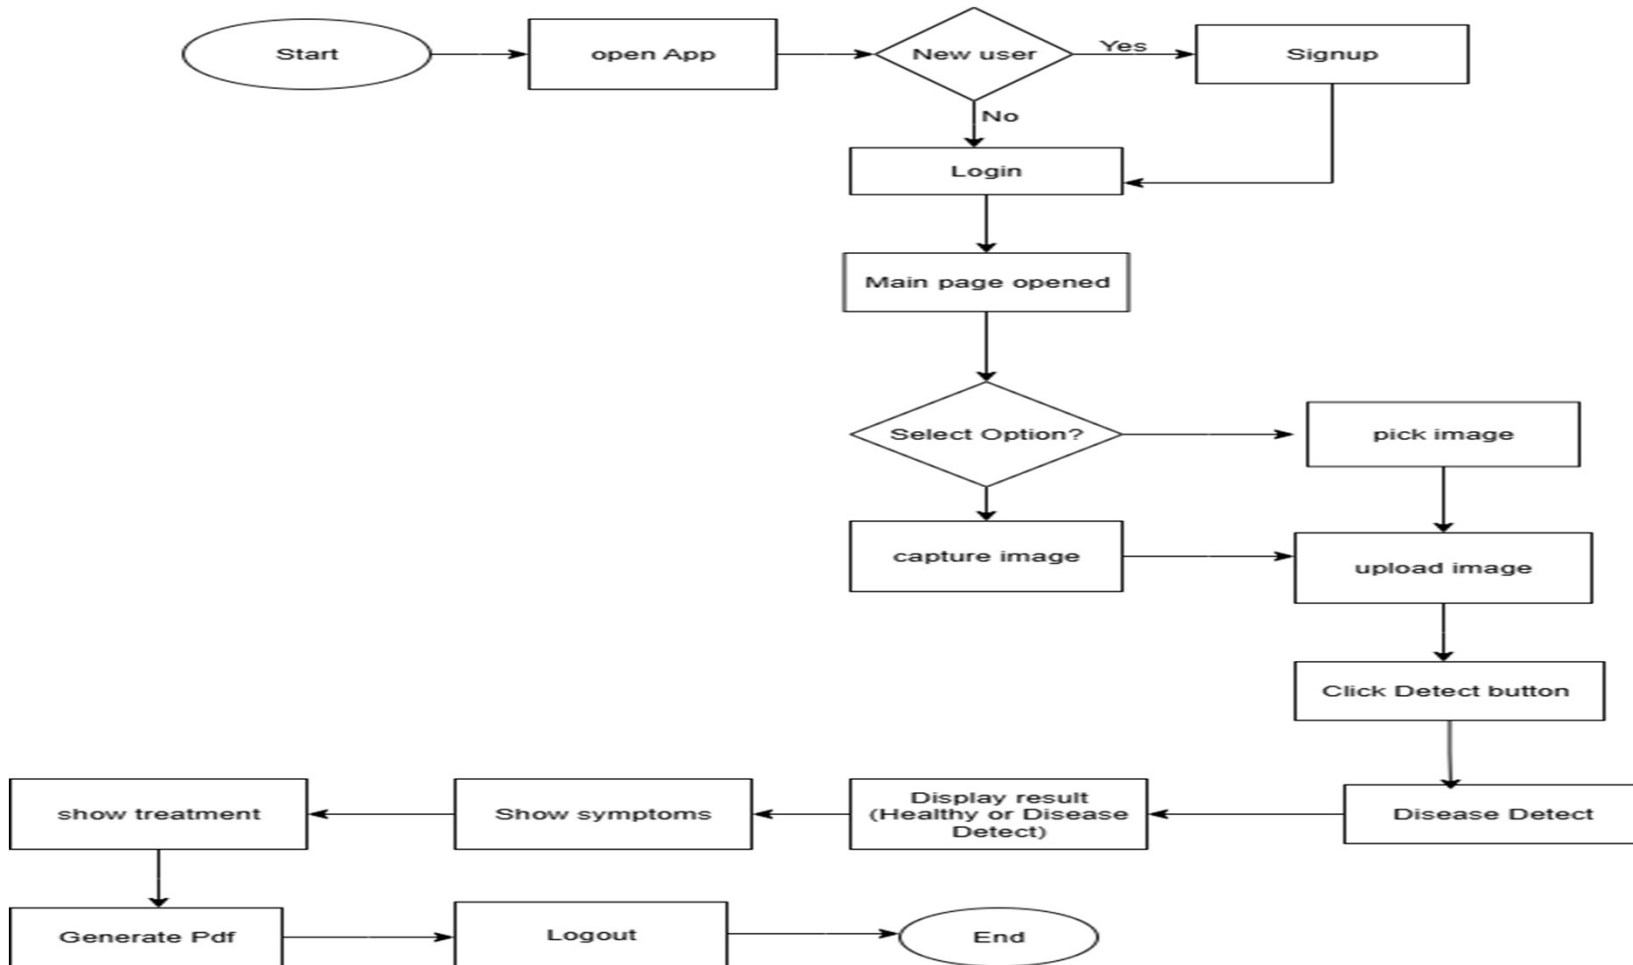 Start
open App
New user
Yes
Signup
No
Login
Main page opened
Select Option?
pick image
capture image
upload image
Click Detect button
show treatment
Show symptoms
Display result
(Healthy or Disease
Detect)
Disease Detect
Generate Pdf
Logout
End